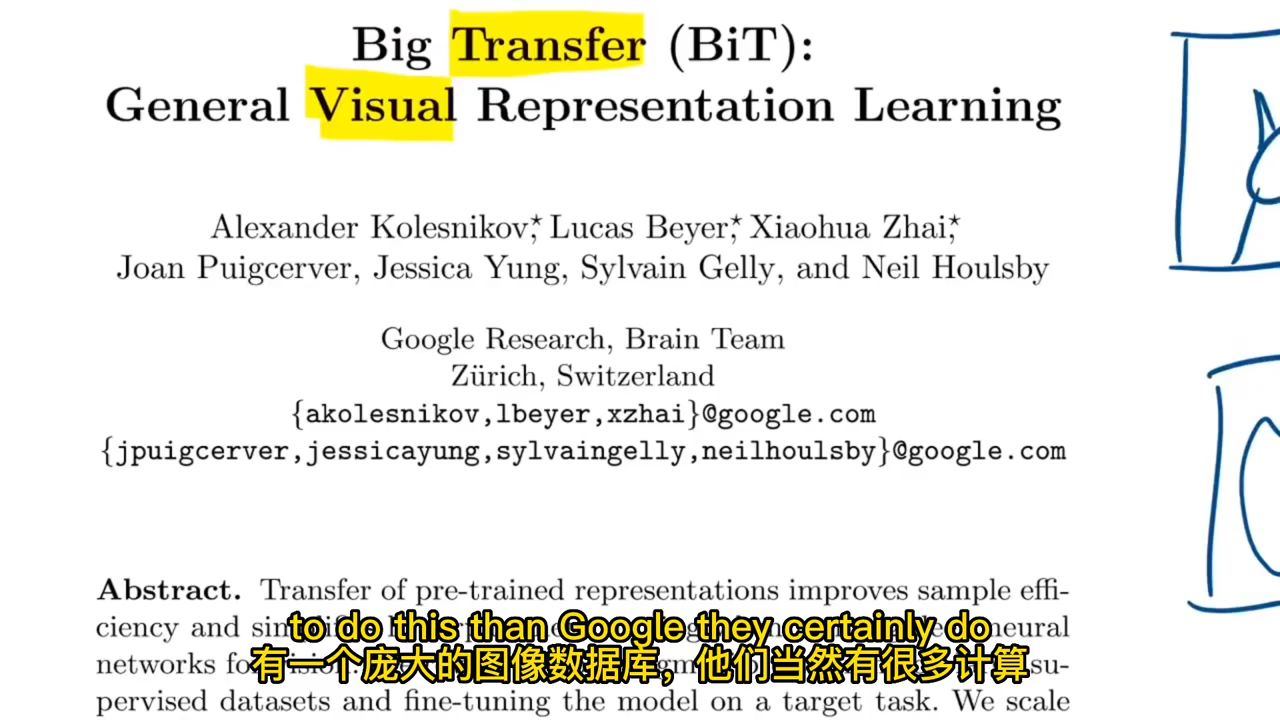 Big Transfer (BiT):
General Visual Representation Learning
Alexander Kolesnikov*, Lucas Beyer*, Xiaohua Zhai*,
Joan Puigcerver, Jessica Yung, Sylvain Gelly, and Neil Houlsby
Google Research, Brain Team
Zürich, Switzerland
{akolesnikov,lbeyer,xzhai}@google.com
{jpuigcerver,jessicayung,sylvaingelly,neilhoulsby}@google.com
Abstract. Transfer of pre-trained representations improves sample effi-
ciency and neural
to do this than Google they certainly do
networks su-
有一个庞大的图像数据库，他们当然有很多计算
pervised datasets and fine-tuning the model on a target task. We scale